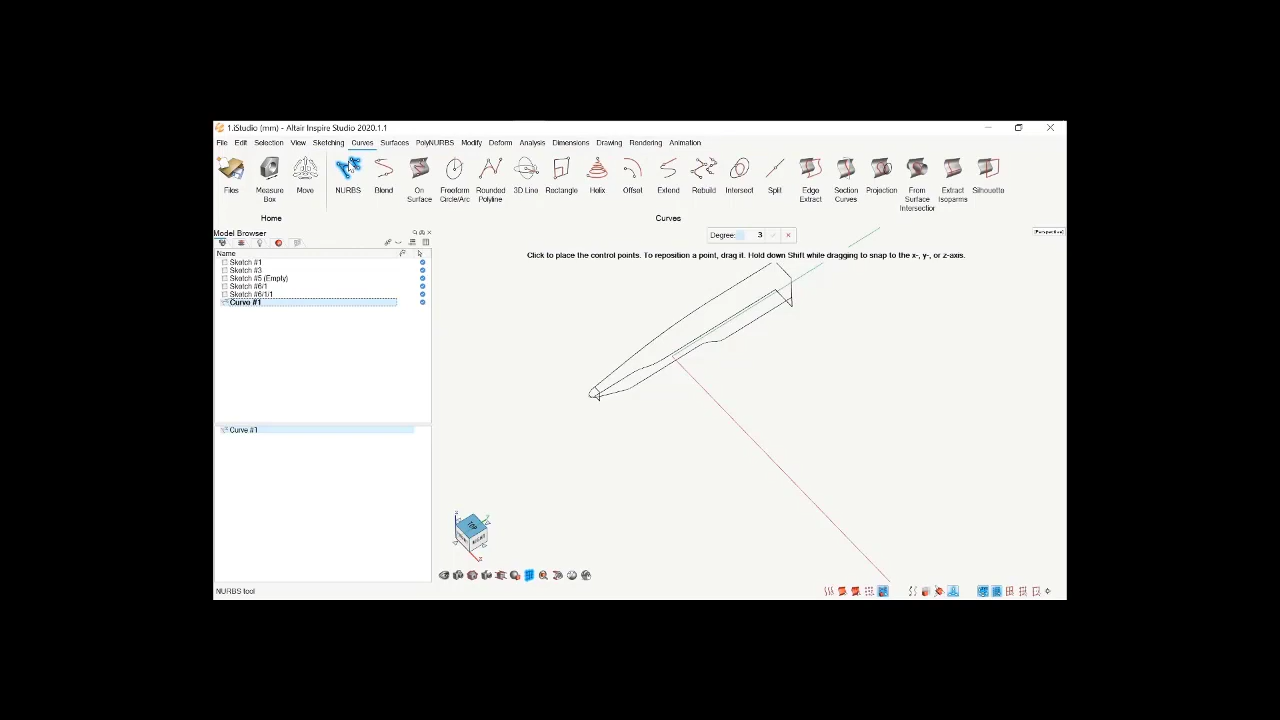 1.iStudio (mm) - Altair Inspire Studio 2020.1.1
File Edit Selection View Sketching Curves Surfaces PolyNURBS Modify Deform Analysis Dimensions Drawing Rendering Animation
Files Measure Box Move NURBS Blend On Surface Freeform Circle/Arc Rounded Polyline 3D Line Rectangle Helix Offset Extend Rebuild Intersect Split Edge Extract Section Curves Projection From Surface Intersection Extract Isoparms Silhouette
Home Curves
Model Browser
Degree: 3
[Perspective]
Name
Click to place the control points. To reposition a point, drag it. Hold down Shift while dragging to snap to the x-, y-, or z-axis.
Sketch #1
Sketch #3
Sketch #5 (Empty)
Sketch #6/1
Sketch #6/1/1
Curve #1
Curve #1
TOP
RIGHT
NURBS tool